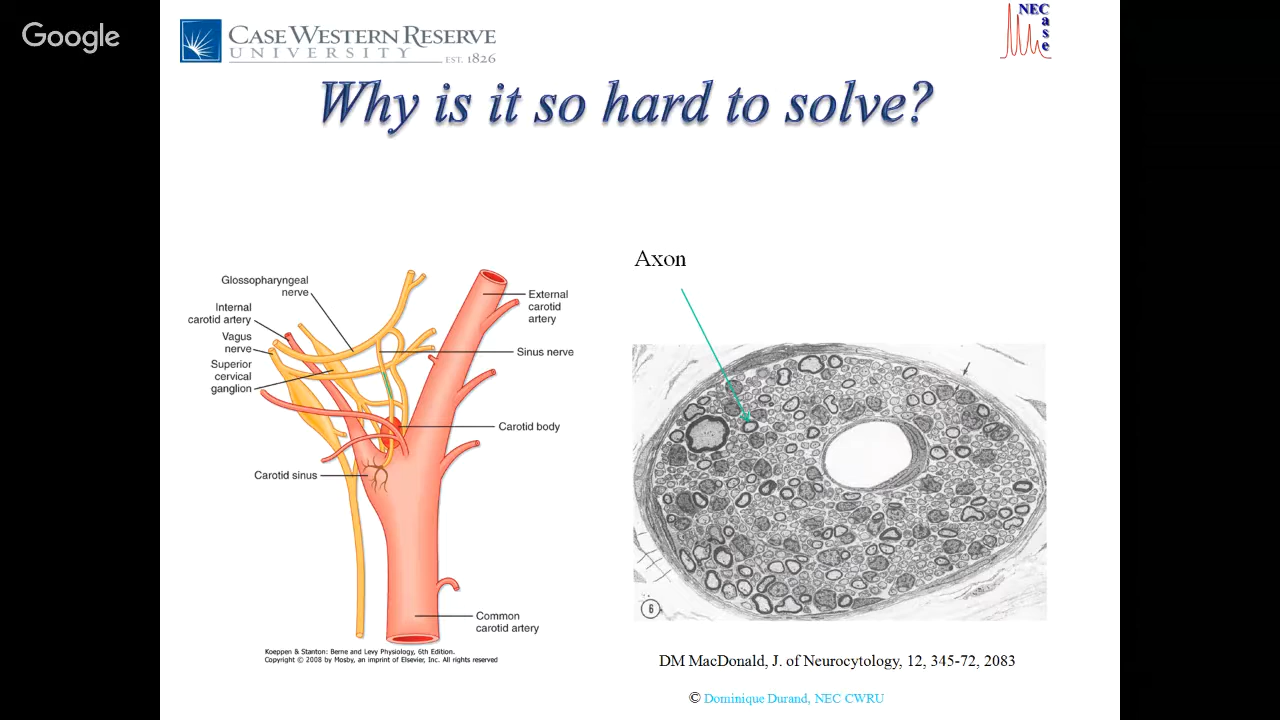 Google
CASE WESTERN RESERVE
UNIVERSITY EST. 1826
NEC
a
s
e
Why is it so hard to solve?
Glossopharyngeal
nerve
Internal
carotid artery
Vagus
nerve
Superior
cervical
ganglion
Carotid sinus
External
carotid
artery
Sinus nerve
Carotid body
Common
carotid artery
Koeppen & Stanton: Berne and Levy Physiology, 6th Edition.
Copyright © 2008 by Mosby, an imprint of Elsevier, Inc. All rights reserved
Axon
6
DM MacDonald, J. of Neurocytology, 12, 345-72, 2083
© Dominique Durand, NEC CWRU